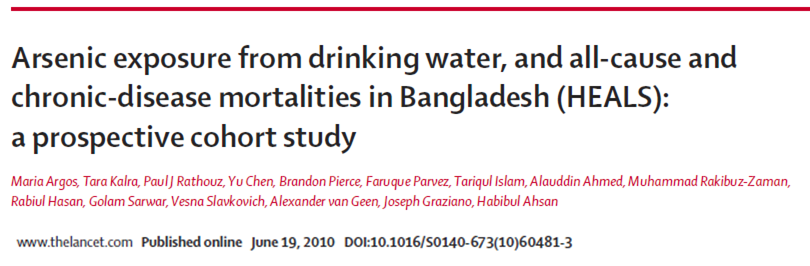 Arsenic exposure from drinking water, and all-cause and
chronic-disease mortalities in Bangladesh (HEALS):
a prospective cohort study
Maria Argos, Tara Kalra, Paul J Rathouz, Yu Chen, Brandon Pierce, Faruque Parvez, Tariqul Islam, Alauddin Ahmed, Muhammad Rakibuz-Zaman,
Rabiul Hasan, Golam Sarwar, Vesna Slavkovich, Alexander van Geen, Joseph Graziano, Habibul Ahsan
www.thelancet.com Published online June 19, 2010 DOI:10.1016/S0140-673(10)60481-3